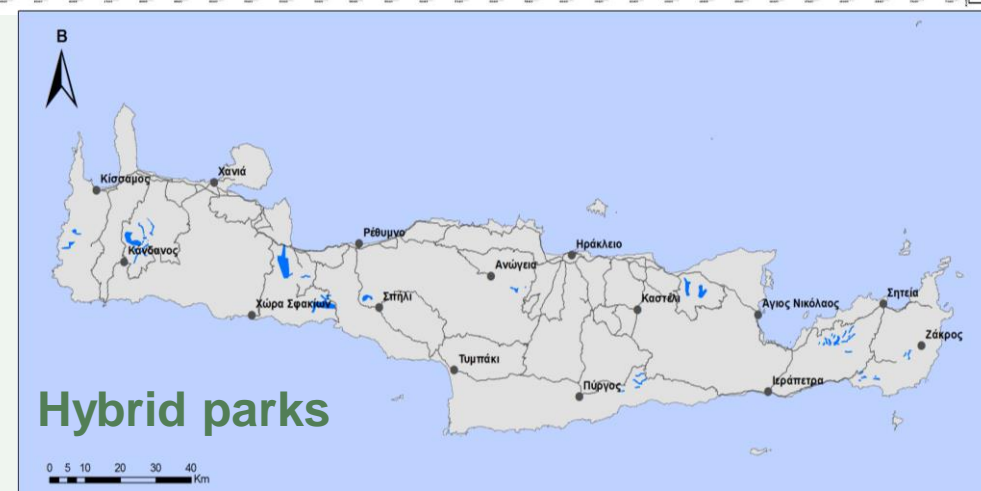 B
Χανιά
Κίσσαμος
Ρέθυμνο
Ηράκλειο
Κάνδανος
Ανώγεια
Χώρα Σφακίων
Σπήλι
Καστέλι
Άγιος Νικόλαος
Σητεία
Ζάκρος
Τυμπάκι
Πύργος
Ιεράπετρα
Hybrid parks
0 5 10 20 30 40
Km